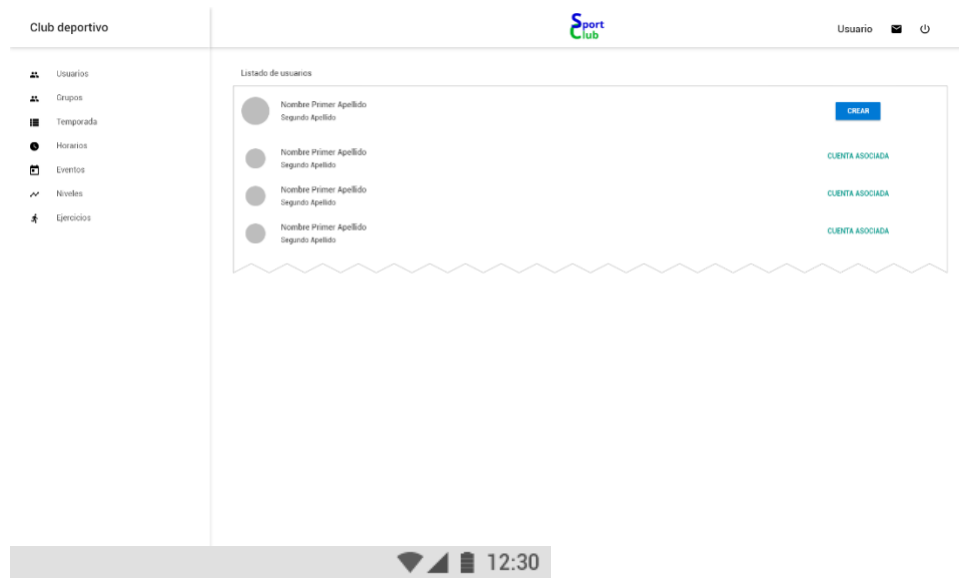 Club deportivo
Sport
Club
Usuario
Usuarios
Grupos
Temporada
Horarios
Eventos
Niveles
Ejercicios
Listado de usuarios
Nombre Primer Apellido
Segundo Apellido
CREAR
Nombre Primer Apellido
Segundo Apellido
CUENTA ASOCIADA
Nombre Primer Apellido
Segundo Apellido
CUENTA ASOCIADA
Nombre Primer Apellido
Segundo Apellido
CUENTA ASOCIADA
12:30